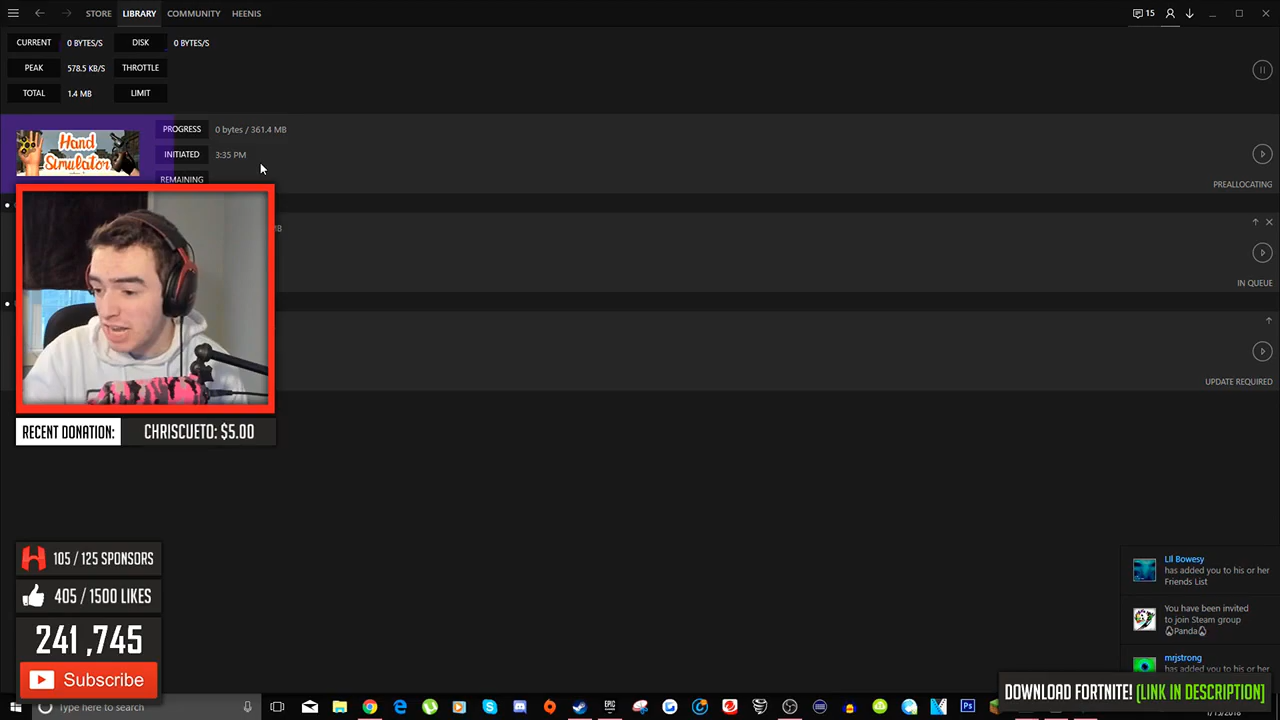 STORE LIBRARY COMMUNITY HEENIS
15
CURRENT 0 BYTES/S DISK 0 BYTES/S
PEAK 578.5 KB/S THROTTLE
TOTAL 1.4 MB LIMIT
Hand
Simulator
PROGRESS 0 bytes / 361.4 MB
INITIATED 3:35 PM
REMAINING
PREALLOCATING
IN QUEUE
UPDATE REQUIRED
RECENT DONATION: CHRISCUETO: $5.00
105 / 125 SPONSORS
405 / 1500 LIKES
241,745
Subscribe
Lil Bowesy
has added you to his or her
Friends List
You have been invited
to join Steam group
Panda
mrjstrong
has added you to his or her
DOWNLOAD FORTNITE! (LINK IN DESCRIPTION)
Type here to search